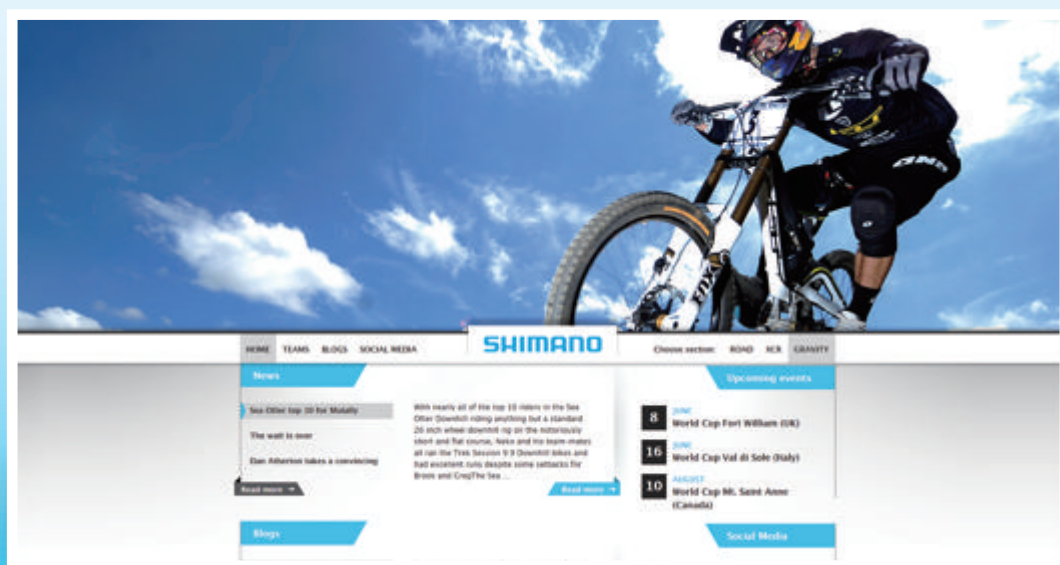 ONE
FOX
SHIMANO
HOME TEAMS BLOGS SOCIAL MEDIA
Choose section: ROAD XCR GRAVITY
News
Sea Otter top 10 for Mulally
The wait is over
Dan Atherton takes a convincing
Read more →
With nearly all of the top 10 riders in the Sea
Otter Downhill riding anything but a standard
26 inch wheel downhill rig on the notoriously
short and flat course, Neko and his team-mates
all ran the Trek Session 9.9 Downhill bikes and
had excellent runs despite some setbacks for
Brook and GregThe Sea ...
Read more →
Upcoming events
8 JUNE
World Cup Fort William (UK)
16 JUNE
World Cup Val di Sole (Italy)
10 AUGUST
World Cup Mt. Saint Anne
(Canada)
Blogs
Social Media